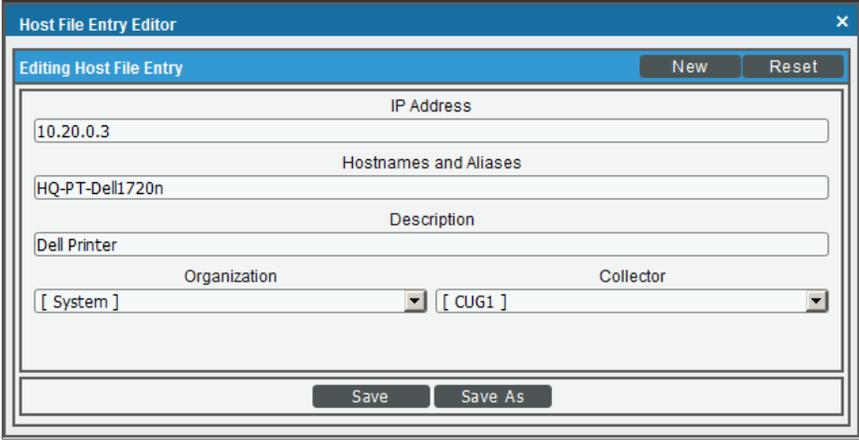 Host File Entry Editor ×
Editing Host File Entry New Reset
IP Address
10.20.0.3
Hostnames and Aliases
HQ-PT-Dell1720n
Description
Dell Printer
Organization Collector
[ System ] [ CUG1 ]
Save Save As